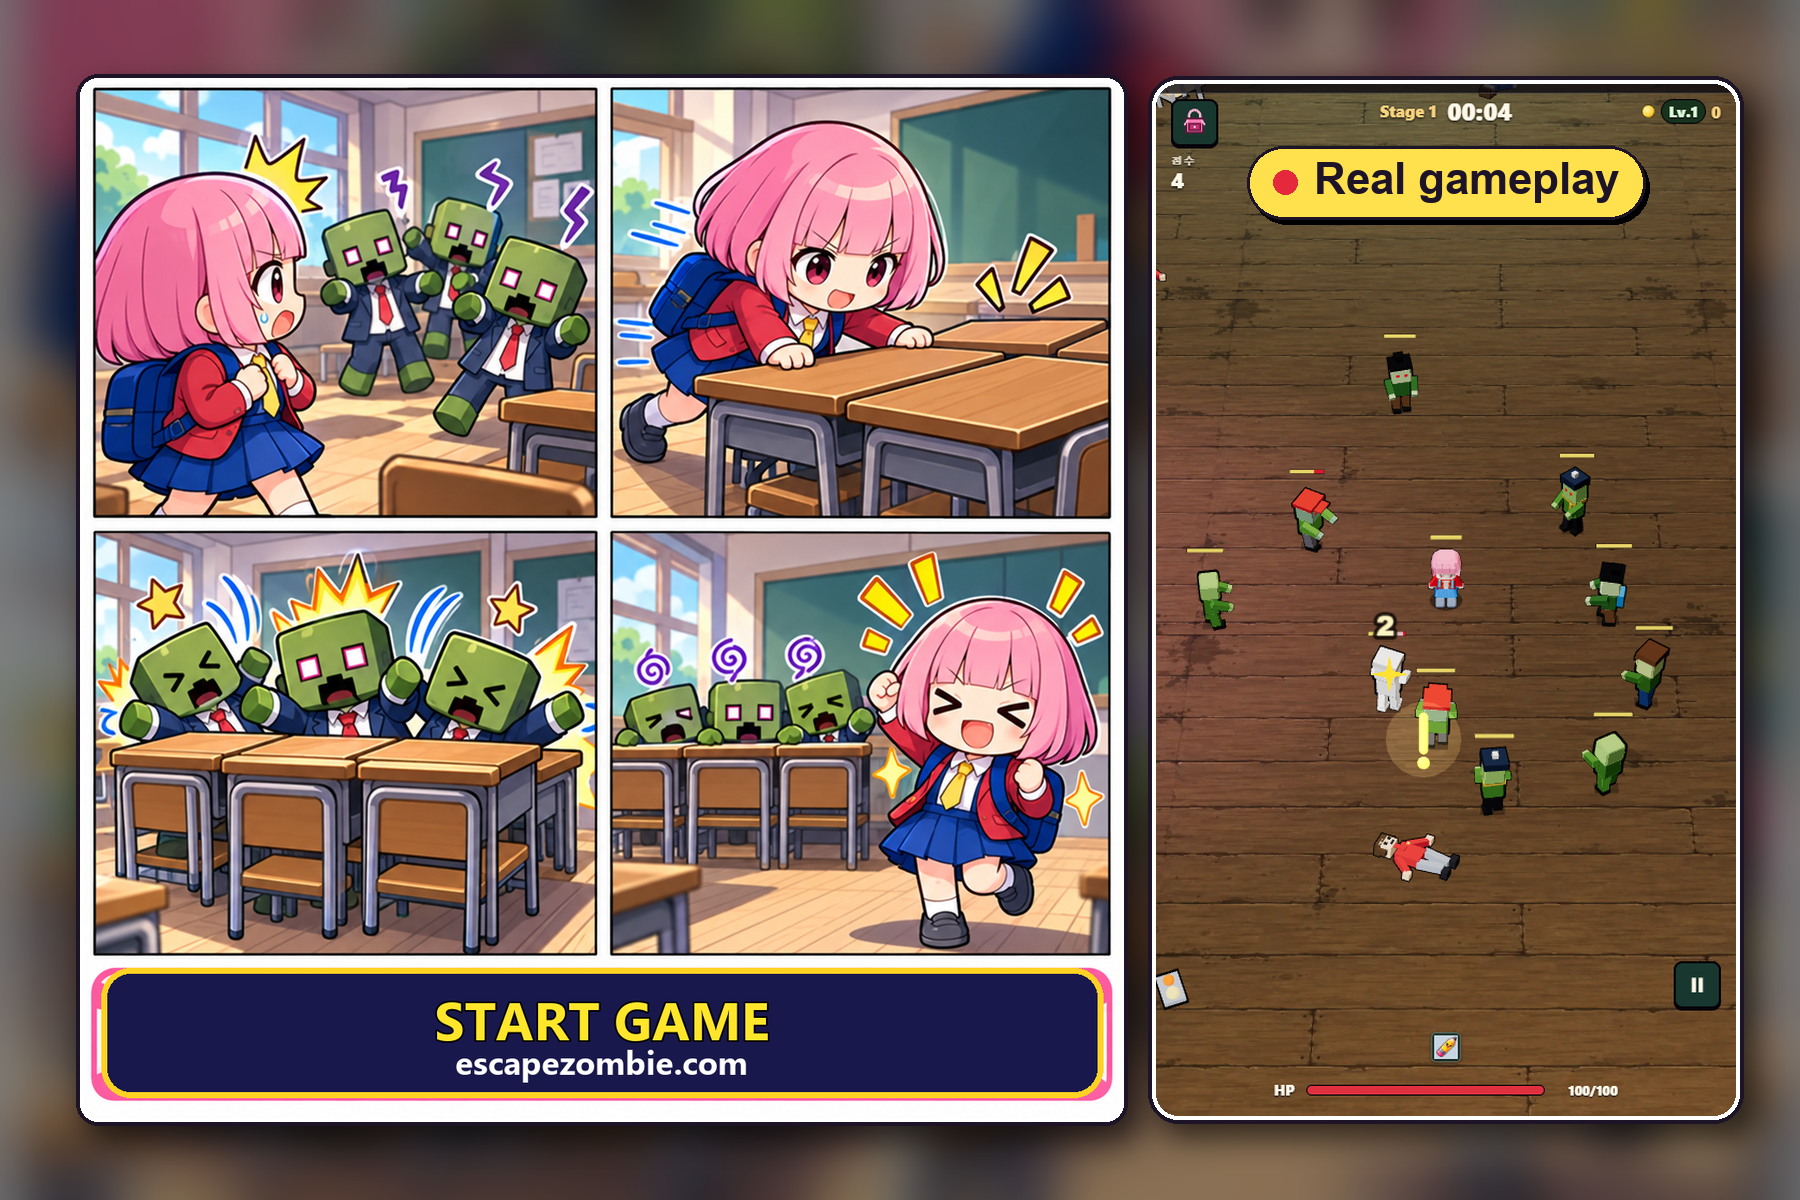 START GAME
escapezombie.com
Stage 1 00:04
Lv.1 0
점수
4
Real gameplay
2
HP 100/100